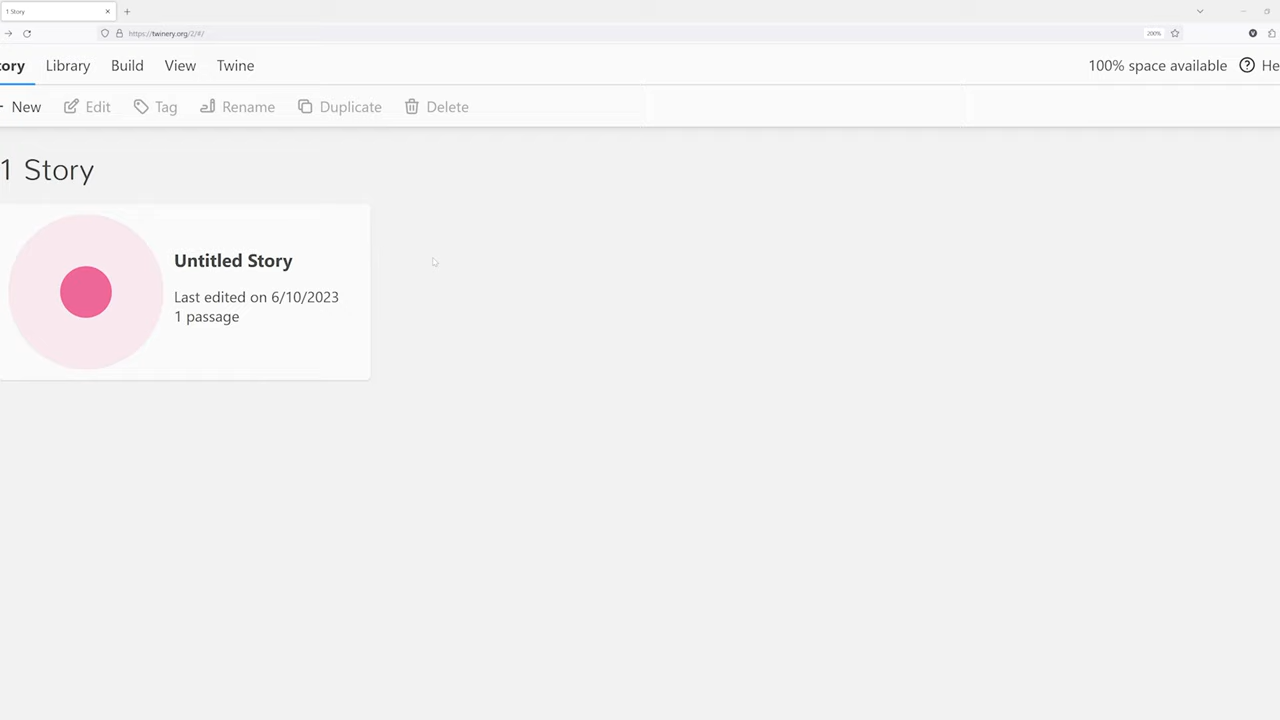 1 Story
https://twinery.org/2/#/
200%
tory Library Build View Twine 100% space available He
New Edit Tag Rename Duplicate Delete
1 Story
Untitled Story
Last edited on 6/10/2023
1 passage